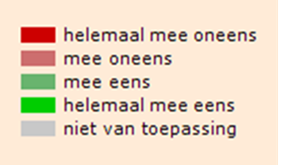 helemaal mee oneens
mee oneens
mee eens
helemaal mee eens
niet van toepassing